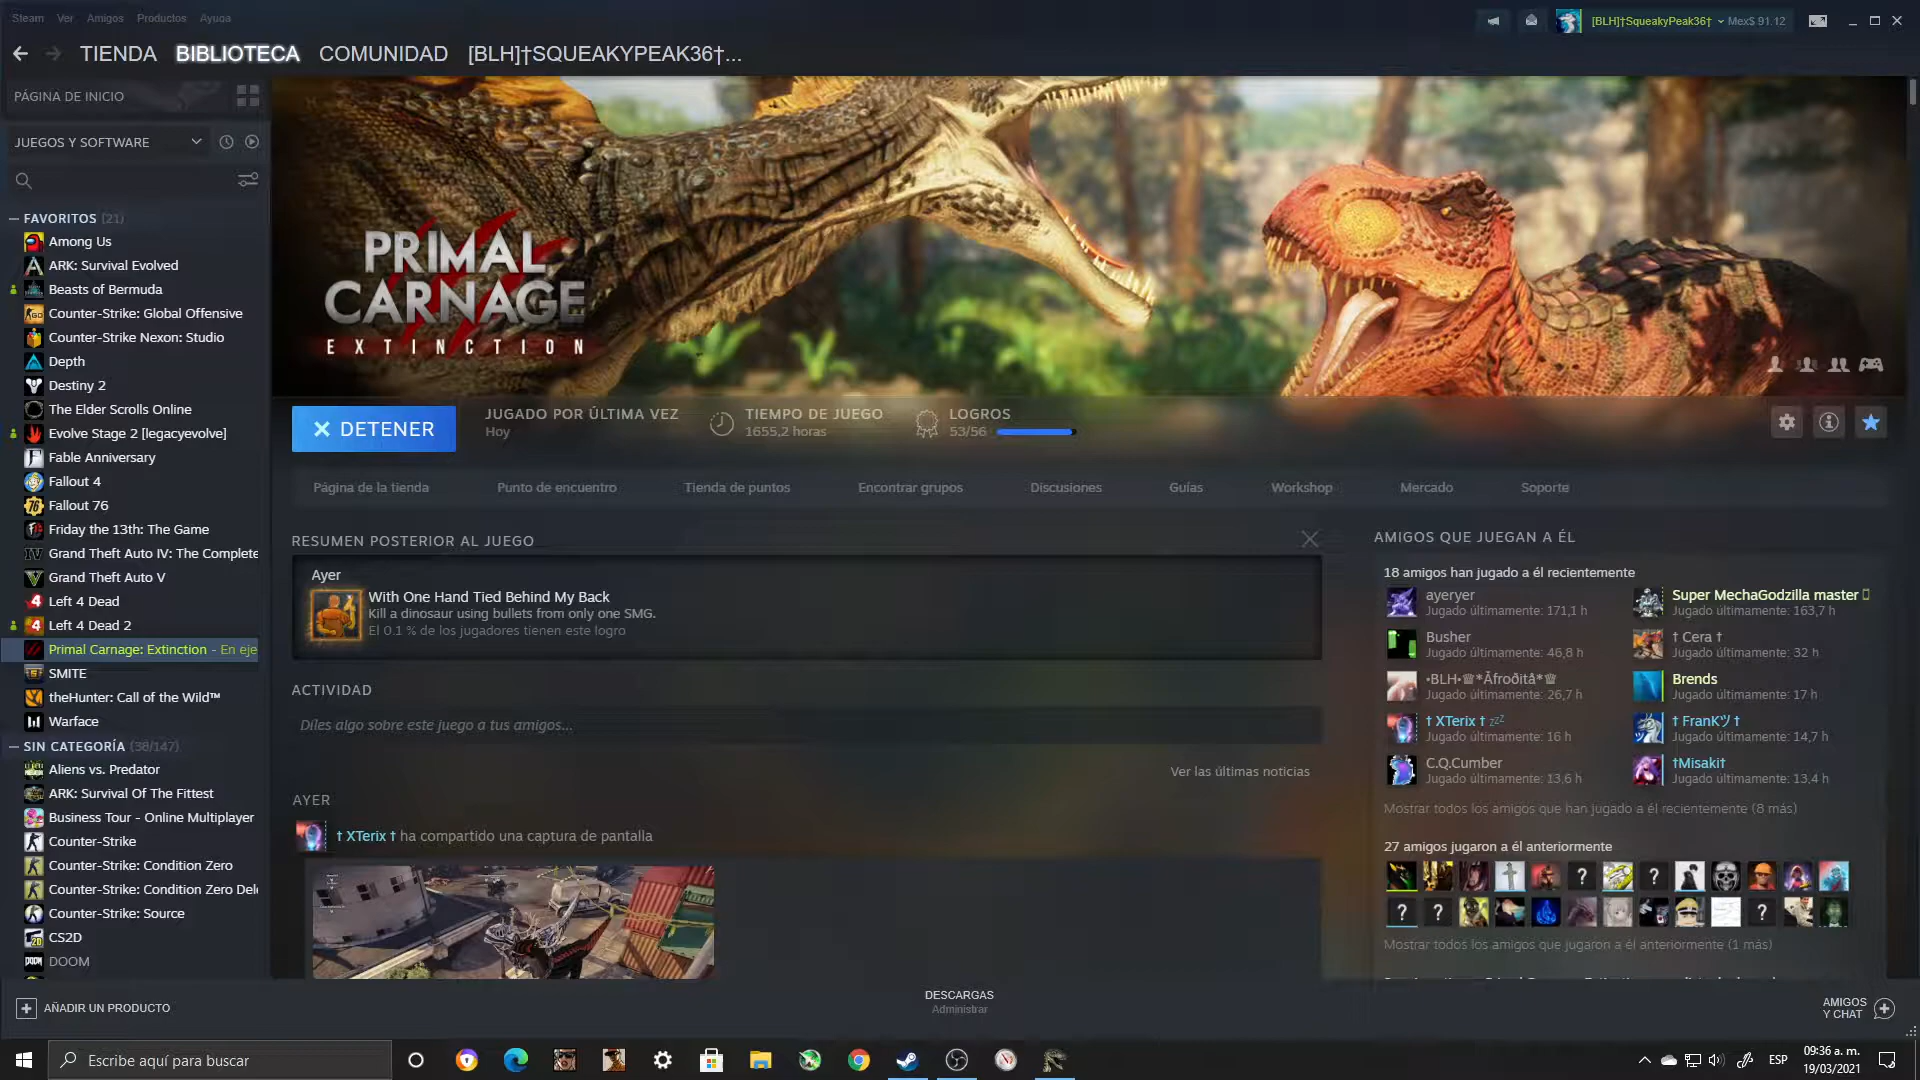 Steam Ver Amigos Productos Ayuda
[BLH]†SqueakyPeak36† Mex$ 91.12
TIENDA BIBLIOTECA COMUNIDAD [BLH]†SQUEAKYPEAK36†...
PÁGINA DE INICIO
JUEGOS Y SOFTWARE
— FAVORITOS (21)
Among Us
ARK: Survival Evolved
Beasts of Bermuda
Counter-Strike: Global Offensive
Counter-Strike Nexon: Studio
Depth
Destiny 2
The Elder Scrolls Online
Evolve Stage 2 [legacyevolve]
Fable Anniversary
Fallout 4
Fallout 76
Friday the 13th: The Game
Grand Theft Auto IV: The Complete
Grand Theft Auto V
Left 4 Dead
Left 4 Dead 2
Primal Carnage: Extinction - En eje
SMITE
theHunter: Call of the Wild™
Warface
— SIN CATEGORÍA (38/147)
Aliens vs. Predator
ARK: Survival Of The Fittest
Business Tour - Online Multiplayer
Counter-Strike
Counter-Strike: Condition Zero
Counter-Strike: Condition Zero Dele
Counter-Strike: Source
CS2D
DOOM
AÑADIR UN PRODUCTO
PRIMAL
CARNAGE
EXTINCTION
DETENER
JUGADO POR ÚLTIMA VEZ
Hoy
TIEMPO DE JUEGO
1655,2 horas
LOGROS
53/56
Página de la tienda Punto de encuentro Tienda de puntos Encontrar grupos Discusiones Guías Workshop Mercado Soporte
RESUMEN POSTERIOR AL JUEGO
Ayer
With One Hand Tied Behind My Back
Kill a dinosaur using bullets from only one SMG.
El 0.1 % de los jugadores tienen este logro
ACTIVIDAD
Díles algo sobre este juego a tus amigos...
Ver las últimas noticias
AYER
† XTerix † ha compartido una captura de pantalla
AMIGOS QUE JUEGAN A ÉL
18 amigos han jugado a él recientemente
ayeryer
Jugado últimamente: 171,1 h
Super MechaGodzilla master
Jugado últimamente: 163,7 h
Busher
Jugado últimamente: 46,8 h
† Cera †
Jugado últimamente: 32 h
•BLH•♕*Ãfroðitå*♕
Jugado últimamente: 26,7 h
Brends
Jugado últimamente: 17 h
† XTerix † zzZ
Jugado últimamente: 16 h
† FranKツ †
Jugado últimamente: 14,7 h
C.Q.Cumber
Jugado últimamente: 13,6 h
†Misaki†
Jugado últimamente: 13,4 h
Mostrar todos los amigos que han jugado a él recientemente (8 más)
27 amigos jugaron a él anteriormente
Mostrar todos los amigos que jugaron a él anteriormente (1 más)
DESCARGAS
Administrar
AMIGOS
Y CHAT
Escribe aquí para buscar
ESP
09:36 a. m.
19/03/2021